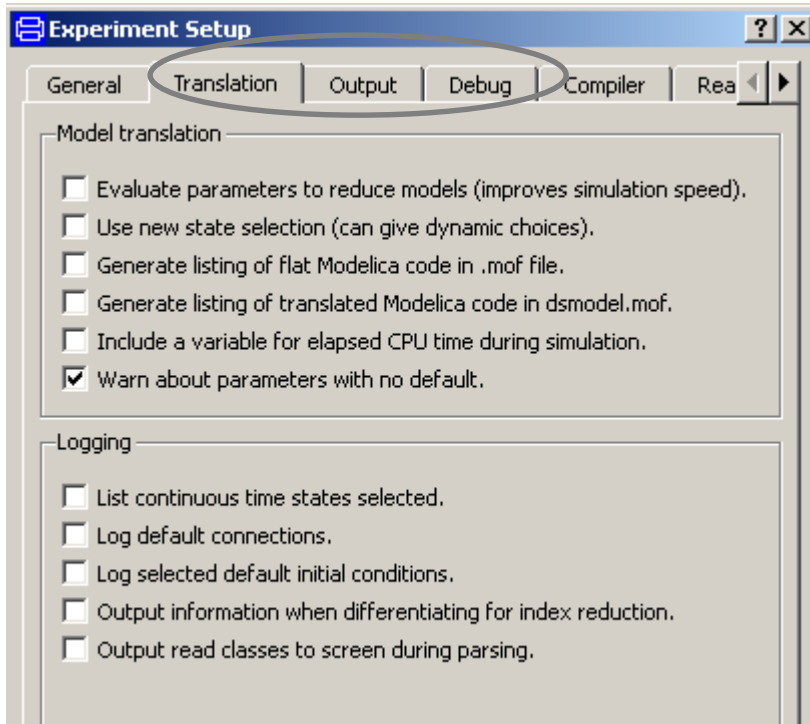 Experiment Setup
General Translation Output Debug Compiler Rea
Model translation
Evaluate parameters to reduce models (improves simulation speed).
Use new state selection (can give dynamic choices).
Generate listing of flat Modelica code in .mof file.
Generate listing of translated Modelica code in dsmodel.mof.
Include a variable for elapsed CPU time during simulation.
Warn about parameters with no default.
Logging
List continuous time states selected.
Log default connections.
Log selected default initial conditions.
Output information when differentiating for index reduction.
Output read classes to screen during parsing.